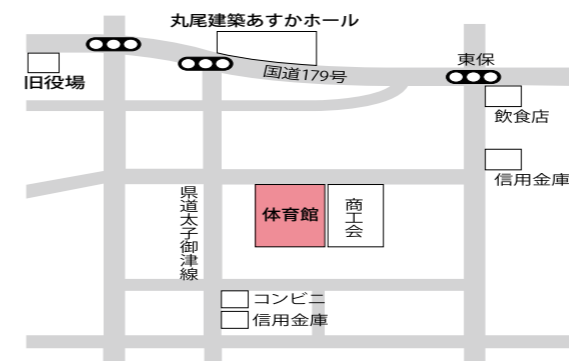 丸尾建築あすかホール
旧役場
国道179号
東保
飲食店
信用金庫
県道太子御津線
体育館
商工会
コンビニ
信用金庫